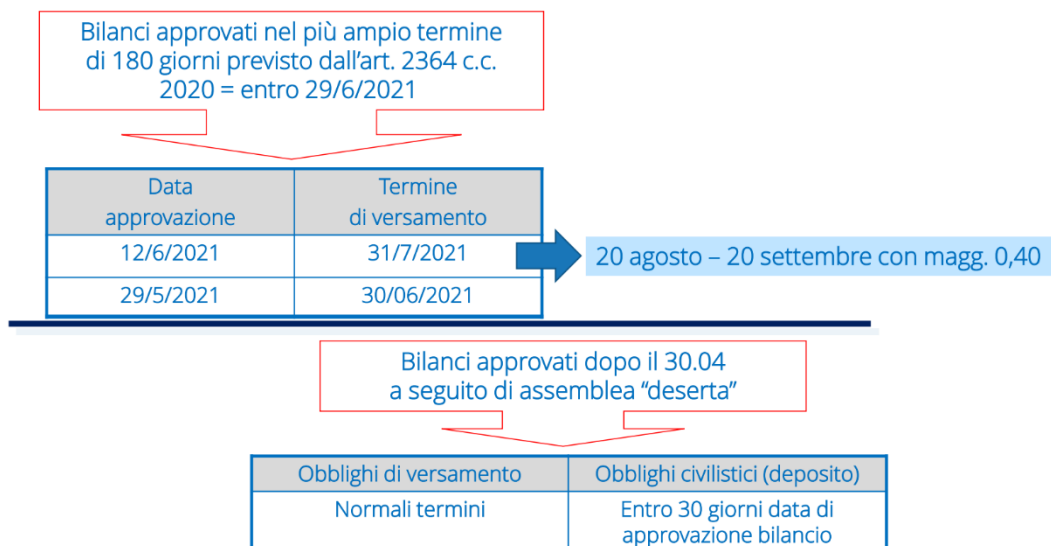 Bilanci approvati nel più ampio termine
di 180 giorni previsto dall'art. 2364 c.c.
2020 = entro 29/6/2021
Data
approvazione
Termine
di versamento
12/6/2021
31/7/2021
20 agosto – 20 settembre con magg. 0,40
29/5/2021
30/06/2021
Bilanci approvati dopo il 30.04
a seguito di assemblea “deserta”
Obblighi di versamento
Obblighi civilistici (deposito)
Normali termini
Entro 30 giorni data di
approvazione bilancio